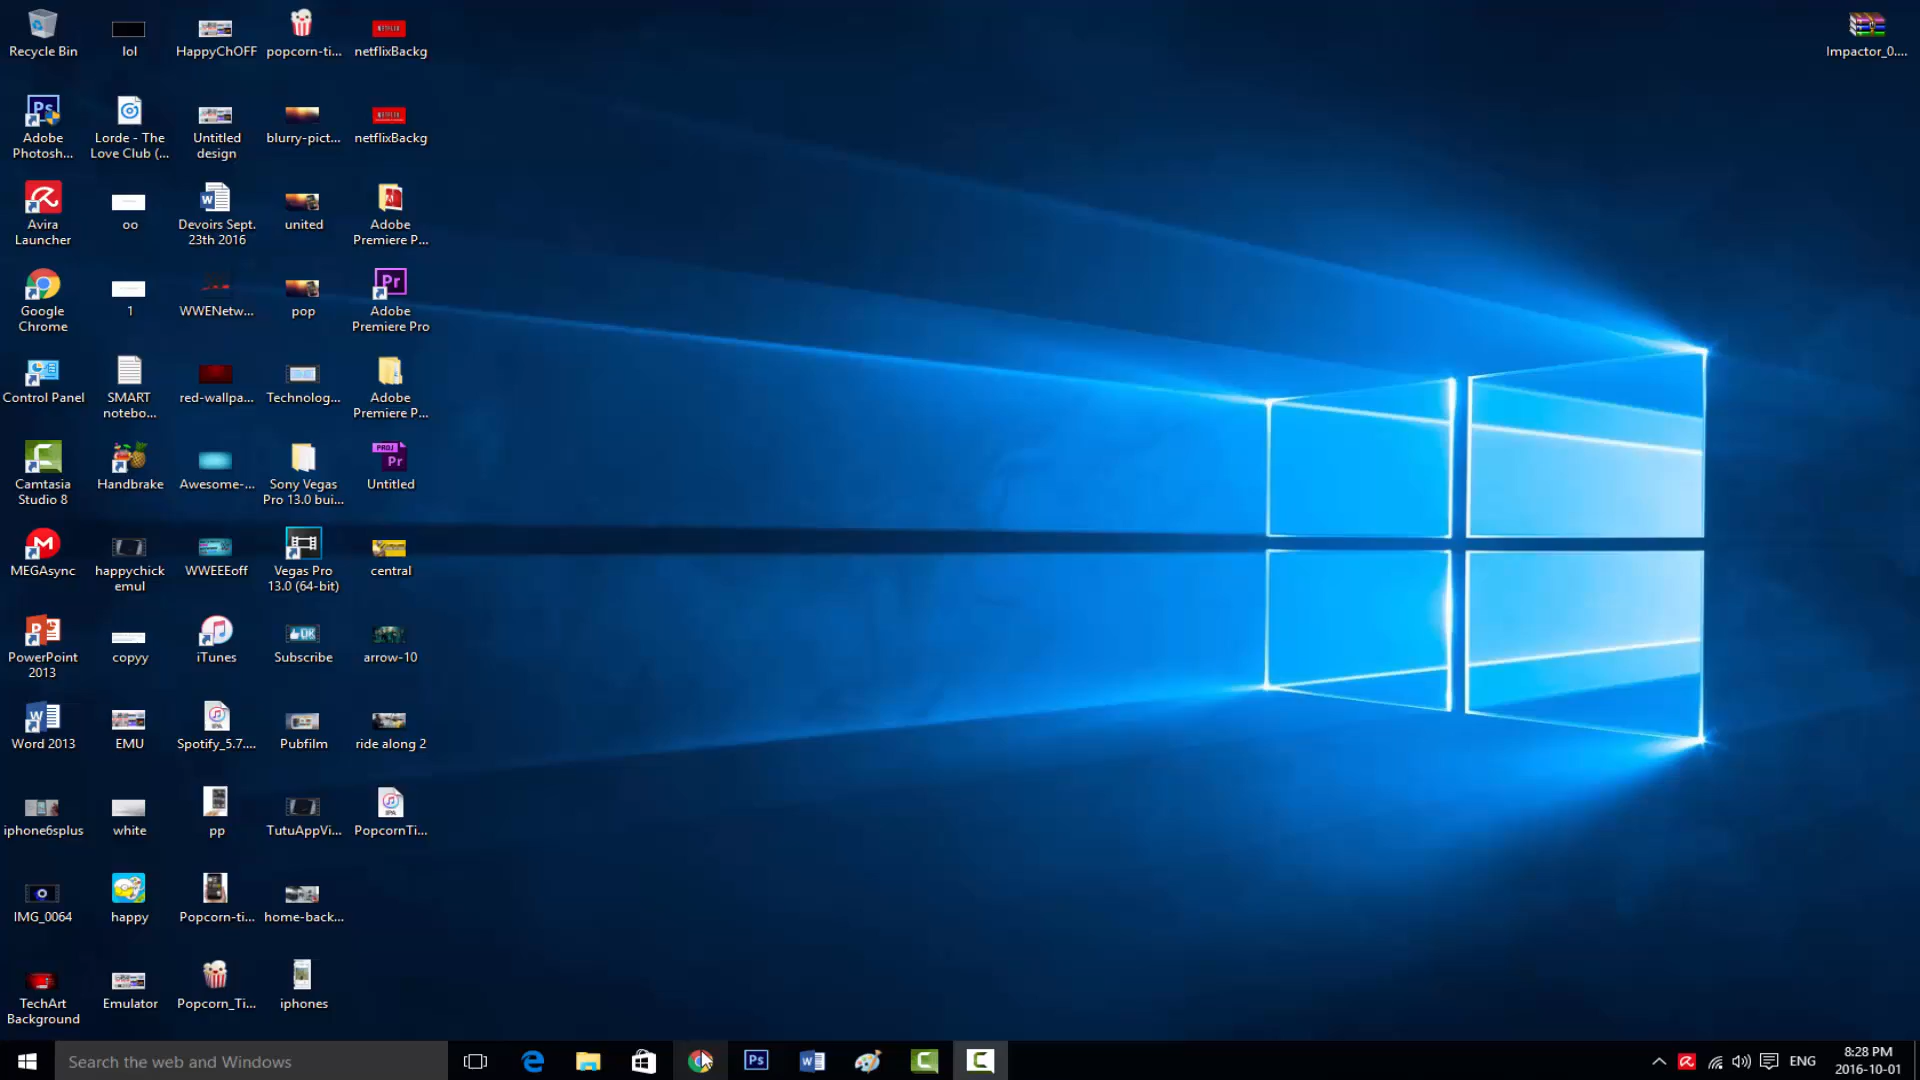 Recycle Bin
lol
HappyChOFF
popcorn-ti...
netflixBackg
Impactor_0....
Adobe
Photosh...
Lorde - The
Love Club (...
Untitled
design
blurry-pict...
netflixBackg
Avira
Launcher
oo
Devoirs Sept.
23th 2016
united
Adobe
Premiere P...
Google
Chrome
1
WWENetw...
pop
Adobe
Premiere Pro
Control Panel
SMART
notebo...
red-wallpa...
Technolog...
Adobe
Premiere P...
Camtasia
Studio 8
Handbrake
Awesome-...
Sony Vegas
Pro 13.0 bui...
Untitled
MEGAsync
happychick
emul
WWEEEoff
Vegas Pro
13.0 (64-bit)
central
PowerPoint
2013
copyy
iTunes
Subscribe
arrow-10
Word 2013
EMU
Spotify_5.7....
Pubfilm
ride along 2
iphone6splus
white
pp
TutuAppVi...
PopcornTi...
IMG_0064
happy
Popcorn-ti...
home-back...
TechArt
Background
Emulator
Popcorn_Ti...
iphones
Search the web and Windows
ENG
8:28 PM
2016-10-01